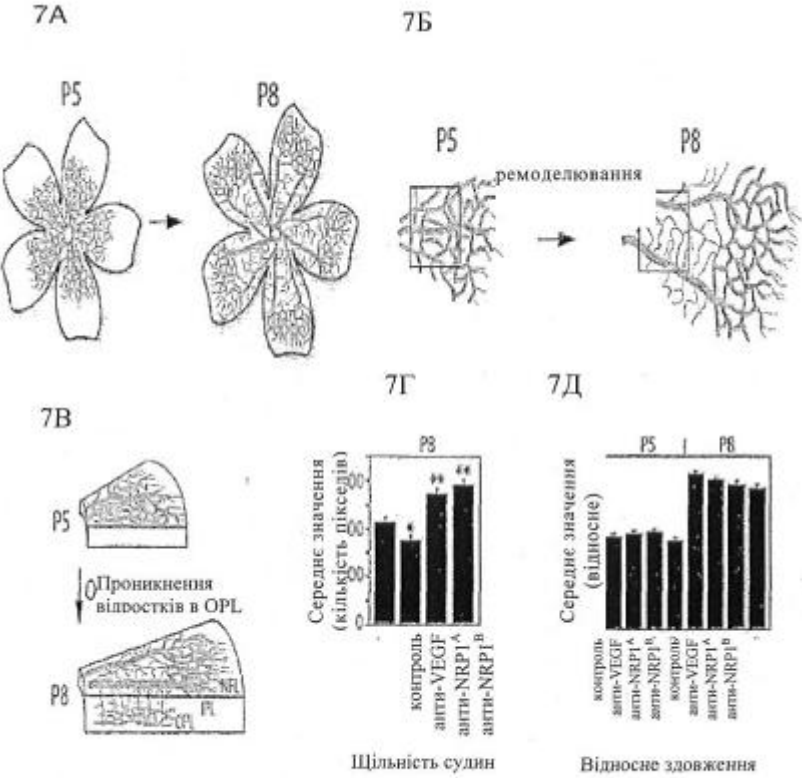 7А
7Б
P5
P8
P5
P8
ремоделювання
7В
7Г
7Д
P5
Проникнення
відростків в OPL
P8
NFL
IPL
OPL
P8
Середнє значення
(кількість пікселів)
контроль
анти-VEGF
анти-NRP1ᴬ
анти-NRP1ᴮ
Щільність судин
P5 | P8
Середнє значення
(відносне)
контроль
анти-VEGF
анти-NRP1ᴬ
анти-NRP1ᴮ
контроль
анти-VEGF
анти-NRP1ᴬ
анти-NRP1ᴮ
Відносне здовження